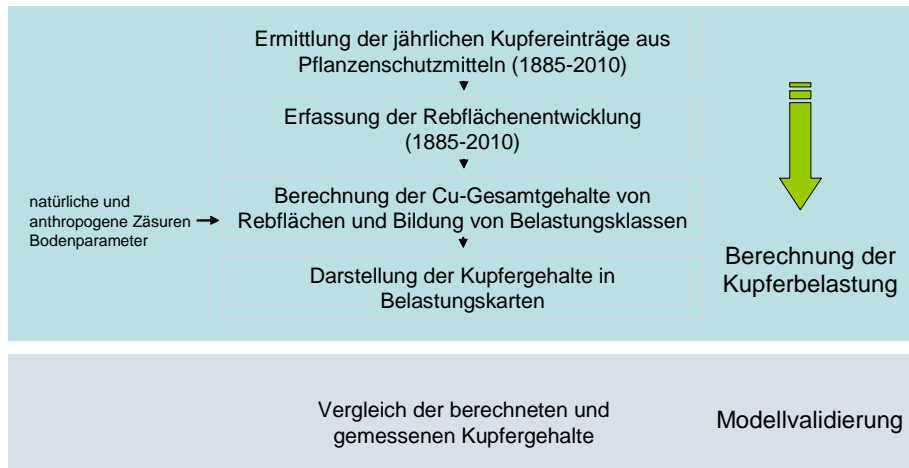 Ermittlung der jährlichen Kupfereinträge aus
Pflanzenschutzmitteln (1885-2010)
Erfassung der Rebflächenentwicklung
(1885-2010)
natürliche und
anthropogene Zäsuren
Bodenparameter
Berechnung der Cu-Gesamtgehalte von
Rebflächen und Bildung von Belastungsklassen
Darstellung der Kupfergehalte in
Belastungskarten
Berechnung der
Kupferbelastung
Vergleich der berechneten und
gemessenen Kupfergehalte
Modellvalidierung